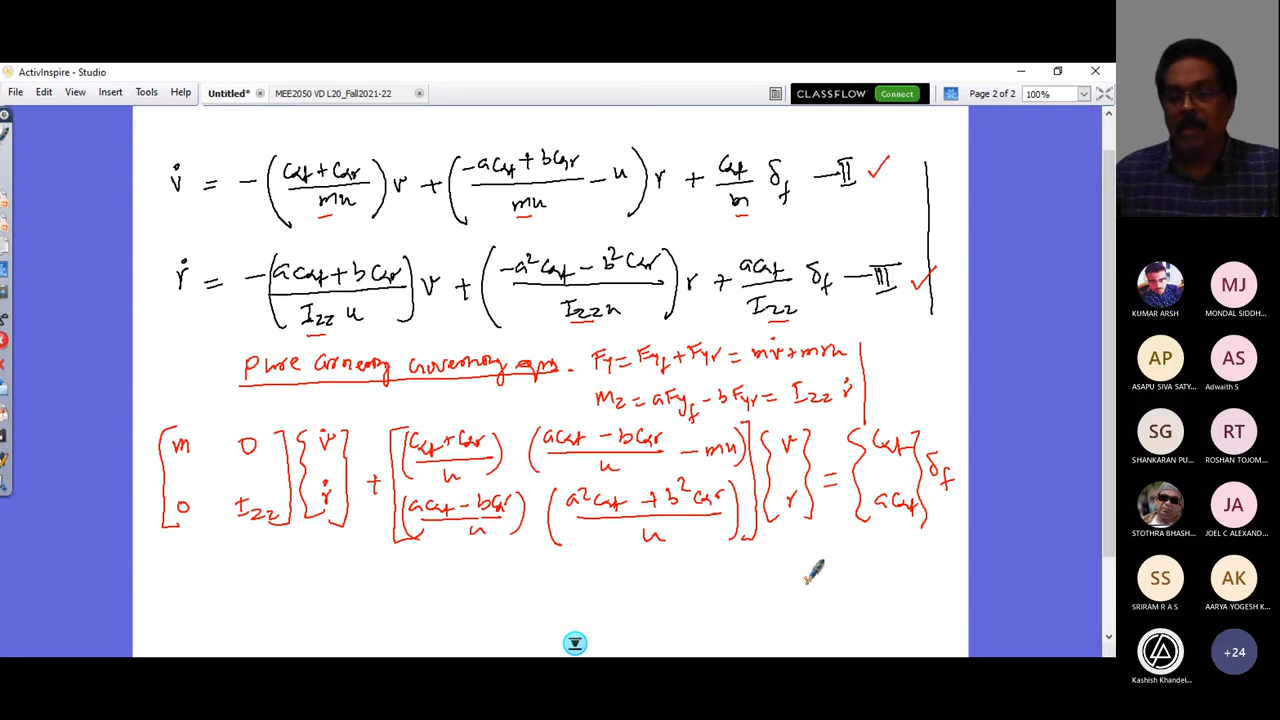 ActivInspire - Studio
File Edit View Insert Tools Help Untitled* MEE2050 VD L20_Fall2021-22 CLASSFLOW Connect Page 2 of 2 100%
v̇ = -((Cαf + Cαr)/mu) v + ((-aCαf + bCαr)/mu - u) r + (Cαf/m) δf — II ✓
ṙ = -((aCαf + bCαr)/(Izz u)) v + ((-a²Cαf - b²Cαr)/(Izz u)) r + (aCαf/Izz) δf — III ✓
Pure cornering governing eqns. Fy = Fyf + Fyr = mv̇ + mru
Mz = aFyf - bFyr = Izz ṙ
[m 0; 0 Izz] {v̇; ṙ} + [((Cαf + Cαr)/u) ((aCαf - bCαr)/u - mu); ((aCαf - bCαr)/u) ((a²Cαf + b²Cαr)/u)] {v; r} = {Cαf; aCαf} δf
KUMAR ARSH
MJ
MONDAL SIDDH...
AP
ASAPU SIVA SATY...
AS
Adwaith S
SG
SHANKARAN PU...
RT
ROSHAN TOJOM...
STOTHRA BHASH...
JA
JOEL C ALEXAND...
SS
SRIRAM R A S
AK
AARYA YOGESH K...
Kashish Khandel...
+24